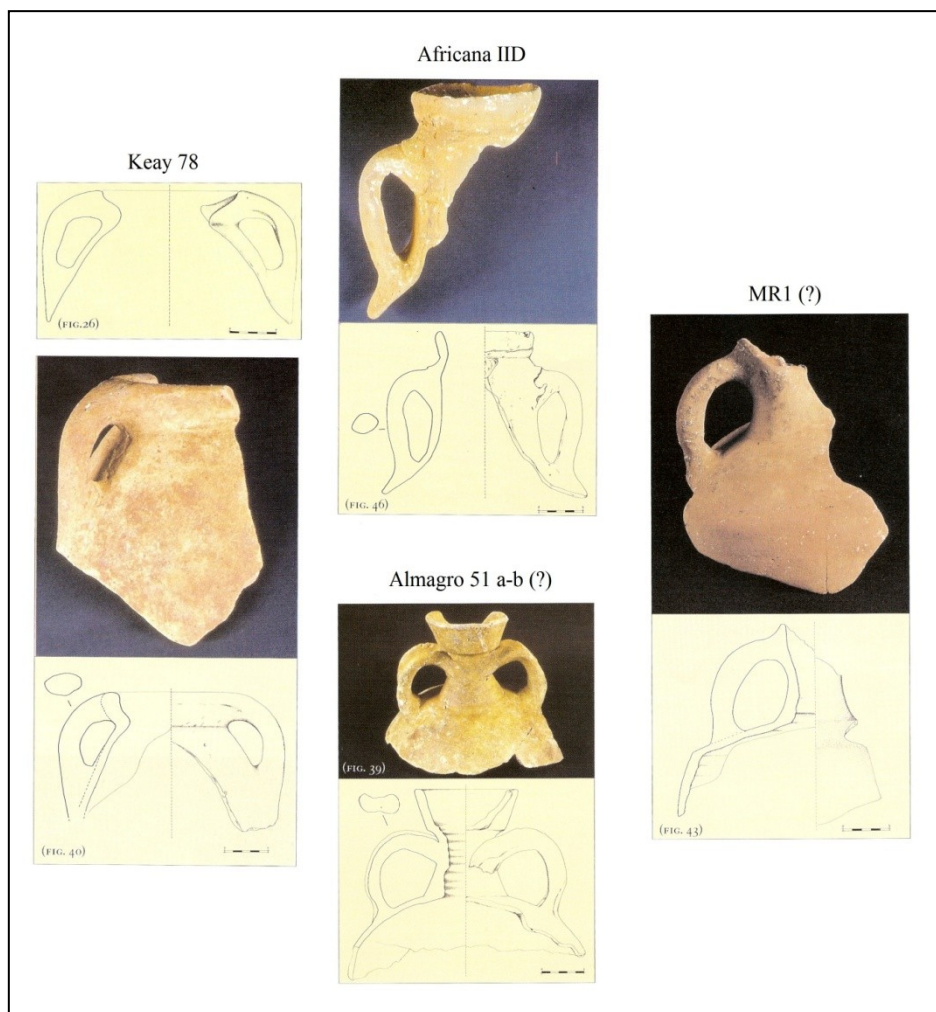 Africana IID
Keay 78
(FIG.26)
MR1 (?)
(FIG. 46)
Almagro 51 a-b (?)
(FIG. 39)
(FIG. 40)
(FIG. 43)